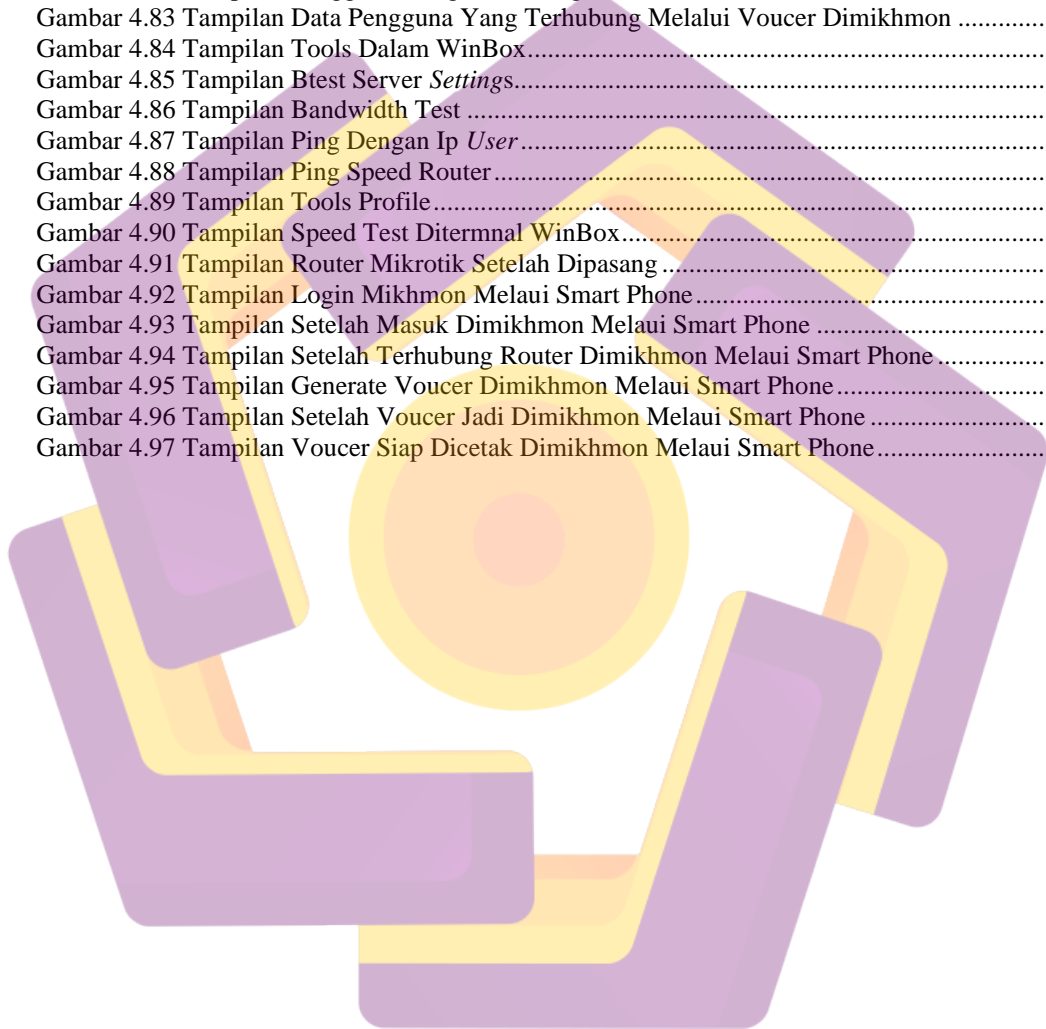 Gambar 4.83 Tampilan Data Pengguna Yang Terhubung Melalui Voucer Dimikhmon ............
Gambar 4.84 Tampilan Tools Dalam WinBox..............................................................................
Gambar 4.85 Tampilan Btest Server Settings................................................................................
Gambar 4.86 Tampilan Bandwidth Test .......................................................................................
Gambar 4.87 Tampilan Ping Dengan Ip User...............................................................................
Gambar 4.88 Tampilan Ping Speed Router...................................................................................
Gambar 4.89 Tampilan Tools Profile............................................................................................
Gambar 4.90 Tampilan Speed Test Ditermnal WinBox................................................................
Gambar 4.91 Tampilan Router Mikrotik Setelah Dipasang..........................................................
Gambar 4.92 Tampilan Login Mikhmon Melaui Smart Phone.....................................................
Gambar 4.93 Tampilan Setelah Masuk Dimikhmon Melaui Smart Phone ..................................
Gambar 4.94 Tampilan Setelah Terhubung Router Dimikhmon Melaui Smart Phone................
Gambar 4.95 Tampilan Generate Voucer Dimikhmon Melaui Smart Phone...............................
Gambar 4.96 Tampilan Setelah Voucer Jadi Dimikhmon Melaui Smart Phone ..........................
Gambar 4.97 Tampilan Voucer Siap Dicetak Dimikhmon Melaui Smart Phone.........................